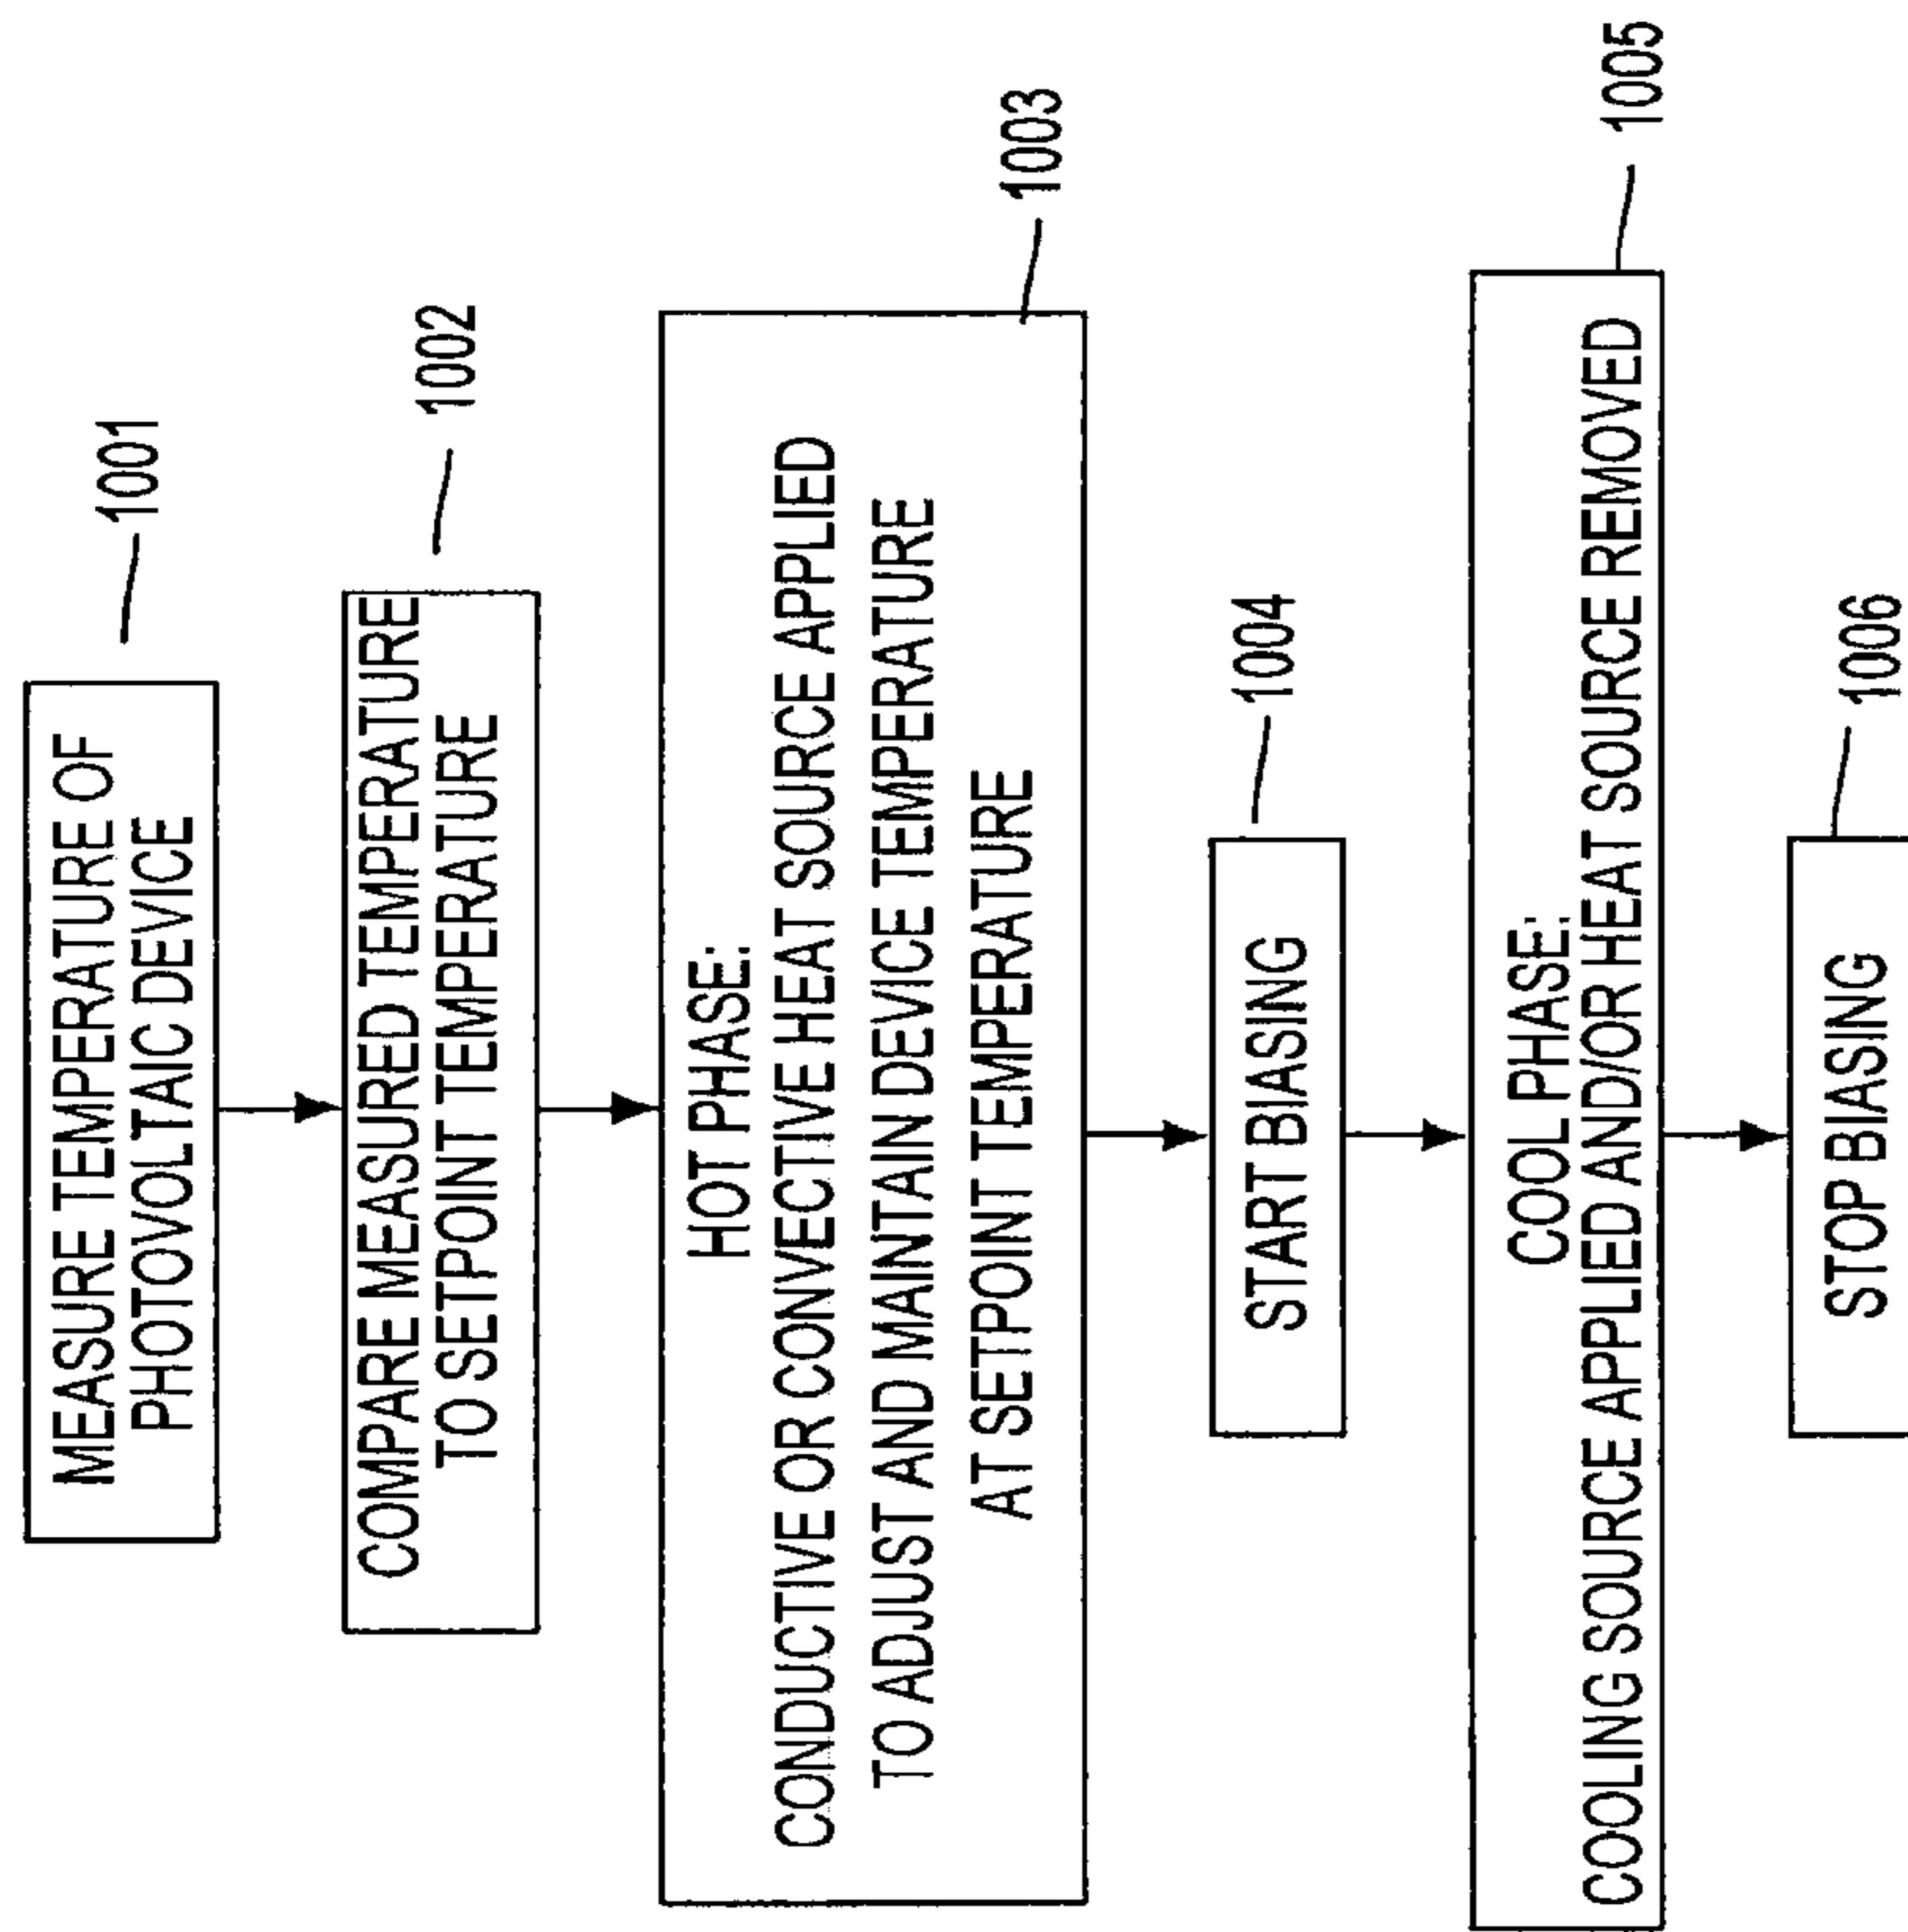 MEASURE TEMPERATURE OF
PHOTOVOLTAIC DEVICE
1001
COMPARE MEASURED TEMPERATURE
TO SETPOINT TEMPERATURE
1002
HOT PHASE:
CONDUCTIVE OR CONVECTIVE HEAT SOURCE APPLIED
TO ADJUST AND MAINTAIN DEVICE TEMPERATURE
AT SETPOINT TEMPERATURE
1003
START BIASING
1004
COOL PHASE:
COOLING SOURCE APPLIED AND/OR HEAT SOURCE REMOVED
1005
STOP BIASING
1006